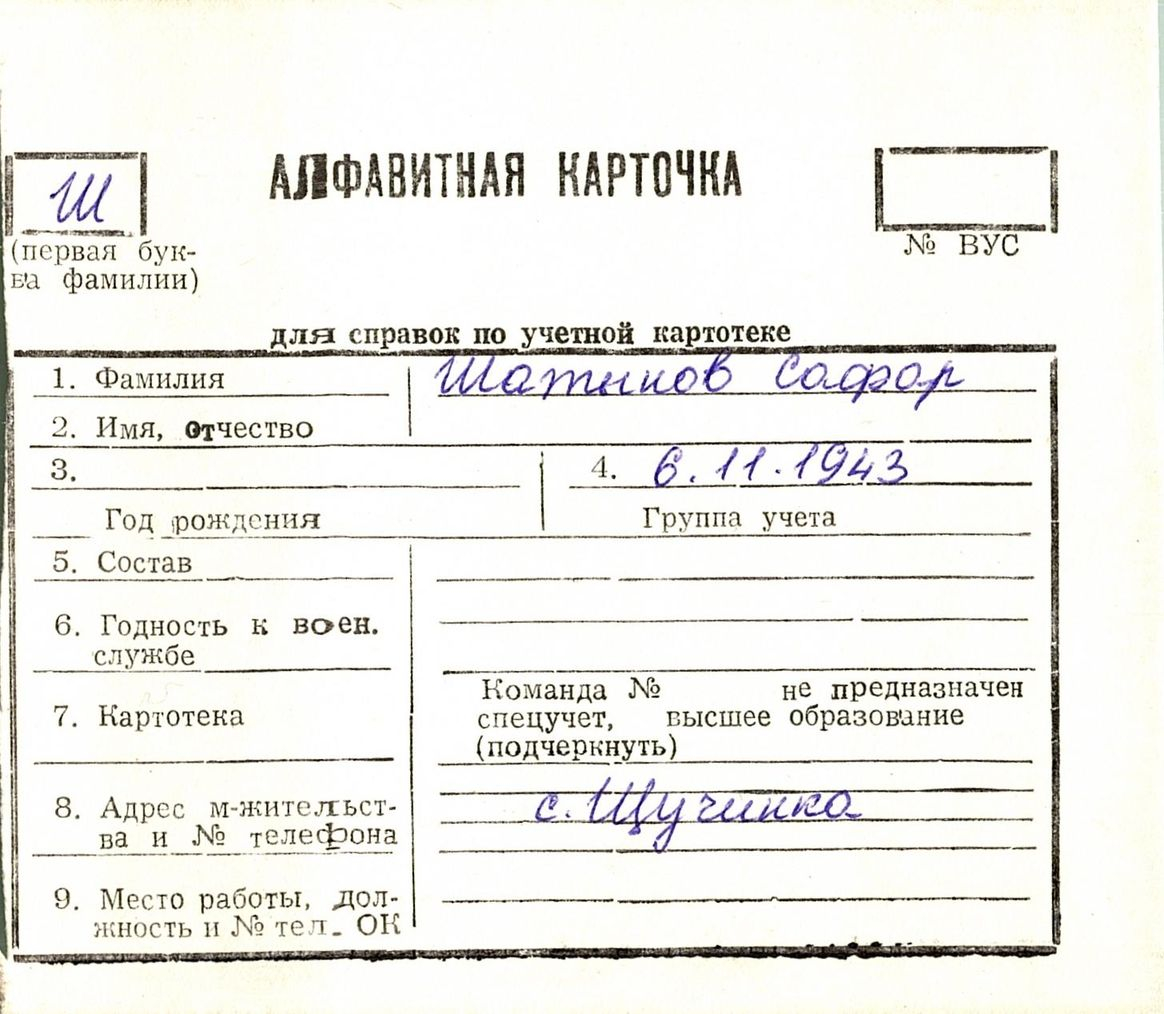 АЛФАВИТНАЯ КАРТОЧКА
Ш
(первая бук-
ва фамилии)
№ ВУС
для справок по учетной картотеке
1. Фамилия Шатинов Сафар
2. Имя, отчество
3. 4. 6.11.1943
Год рождения Группа учета
5. Состав
6. Годность к воен.
службе
Команда № не предназначен
7. Картотека спецучет, высшее образование
(подчеркнуть)
8. Адрес м-жительст- с. Щучинка
ва и № телефона
9. Место работы, дол-
жность и № тел. ОК